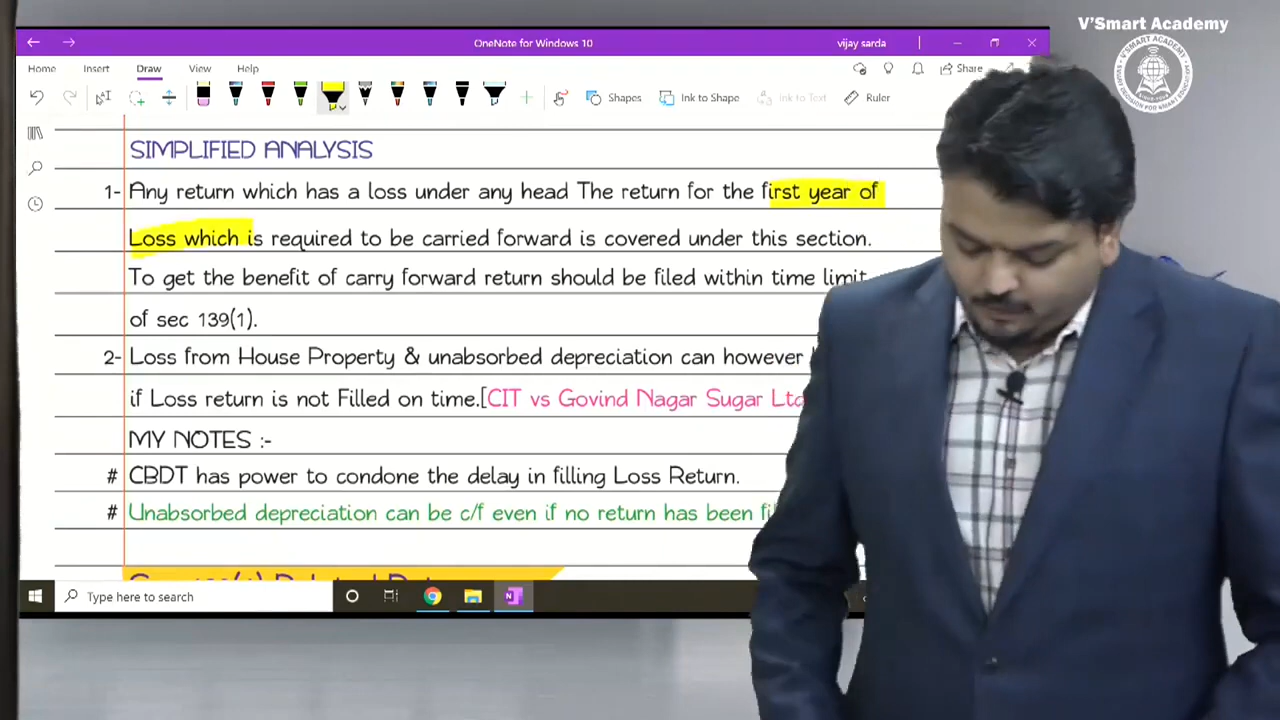 V'Smart Academy
OneNote for Windows 10
vijay sarda
Home Insert Draw View Help
Share
Shapes Ink to Shape Ink to Text Ruler
SIMPLIFIED ANALYSIS
1- Any return which has a loss under any head The return for the first year of
Loss which is required to be carried forward is covered under this section.
To get the benefit of carry forward return should be filed within time limit
of sec 139(1).
2- Loss from House Property & unabsorbed depreciation can however
if Loss return is not Filled on time.[CIT vs Govind Nagar Sugar Ltd
MY NOTES :-
# CBDT has power to condone the delay in filling Loss Return.
# Unabsorbed depreciation can be c/f even if no return has been
Type here to search